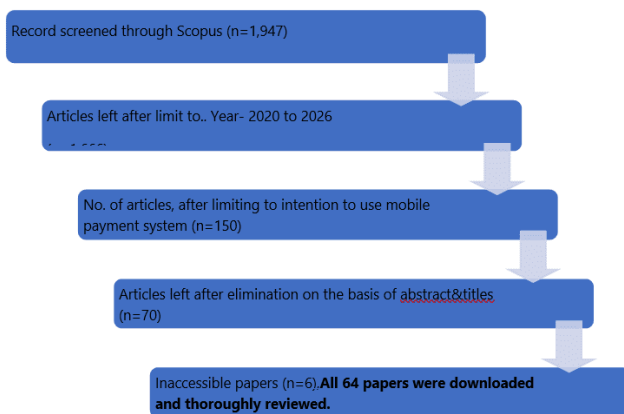 Record screened through Scopus (n=1,947)
Articles left after limit to.. Year- 2020 to 2026
No. of articles, after limiting to intention to use mobile
payment system (n=150)
Articles left after elimination on the basis of abstract&titles
(n=70)
Inaccessible papers (n=6).All 64 papers were downloaded
and thoroughly reviewed.